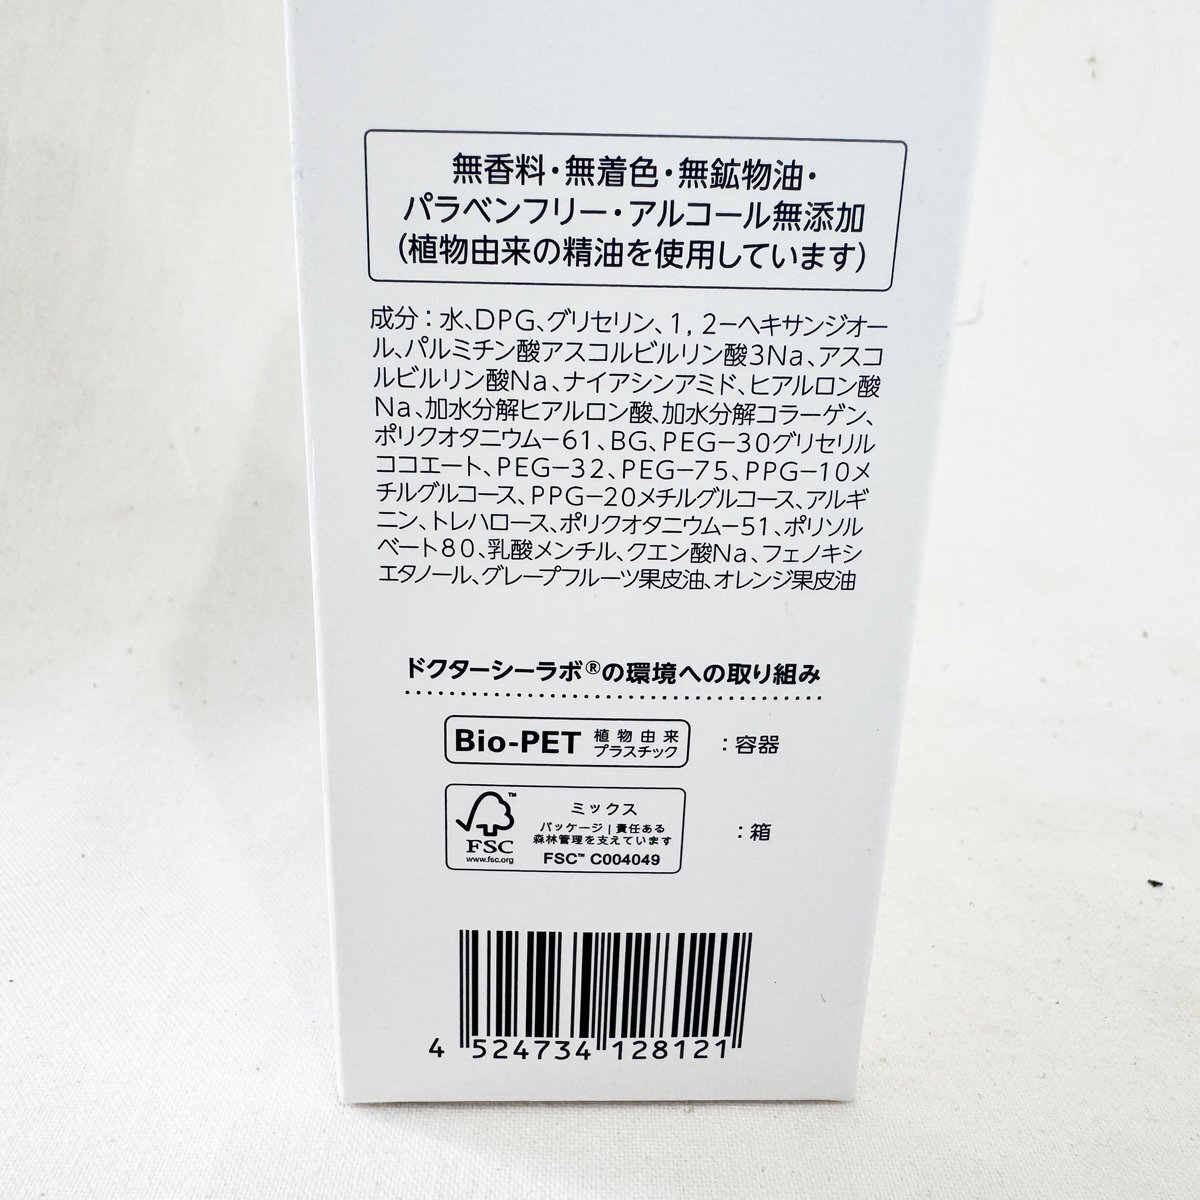 無香料・無着色・無鉱物油・
パラベンフリー・アルコール無添加
(植物由来の精油を使用しています)
成分：水、DPG、グリセリン、1，2－ヘキサンジオー
ル、パルミチン酸アスコルビルリン酸3Na、アスコ
ルビルリン酸Na、ナイアシンアミド、ヒアルロン酸
Na、加水分解ヒアルロン酸、加水分解コラーゲン、
ポリクオタニウム－61、BG、PEG－30グリセリル
ココエート、PEG－32、PEG－75、PPG－10メ
チルグルコース、PPG－20メチルグルコース、アルギ
ニン、トレハロース、ポリクオタニウム－51、ポリソル
ベート80、乳酸メンチル、クエン酸Na、フェノキシ
エタノール、グレープフルーツ果皮油、オレンジ果皮油
ドクターシーラボ®の環境への取り組み
Bio-PET 植物由来 プラスチック ：容器
FSC™
www.fsc.org
ミックス
パッケージ | 責任ある
森林管理を支えています
FSC™ C004049
：箱
4 524734 128121